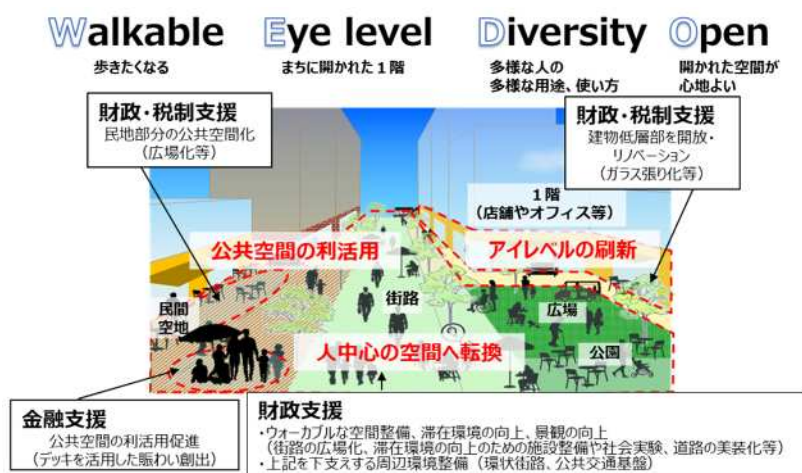 Walkable Eye level Diversity Open
歩きたくなる
まちに開かれた１階
多様な人の
多様な用途、使い方
開かれた空間が
心地よい
財政・税制支援
民地部分の公共空間化
（広場化等）
財政・税制支援
建物低層部を開放・
リノベーション
（ガラス張り化等）
１階
（店舗やオフィス等）
公共空間の利活用
アイレベルの刷新
民間
空地
街路
広場
公園
人中心の空間へ転換
金融支援
公共空間の利活用促進
（デッキを活用した賑わい創出）
財政支援
・ウォーカブルな空間整備、滞在環境の向上、景観の向上
（街路の広場化、滞在環境の向上のための施設整備や社会実験、道路の美装化等）
・上記を下支えする周辺環境整備（環状街路、公共交通基盤）